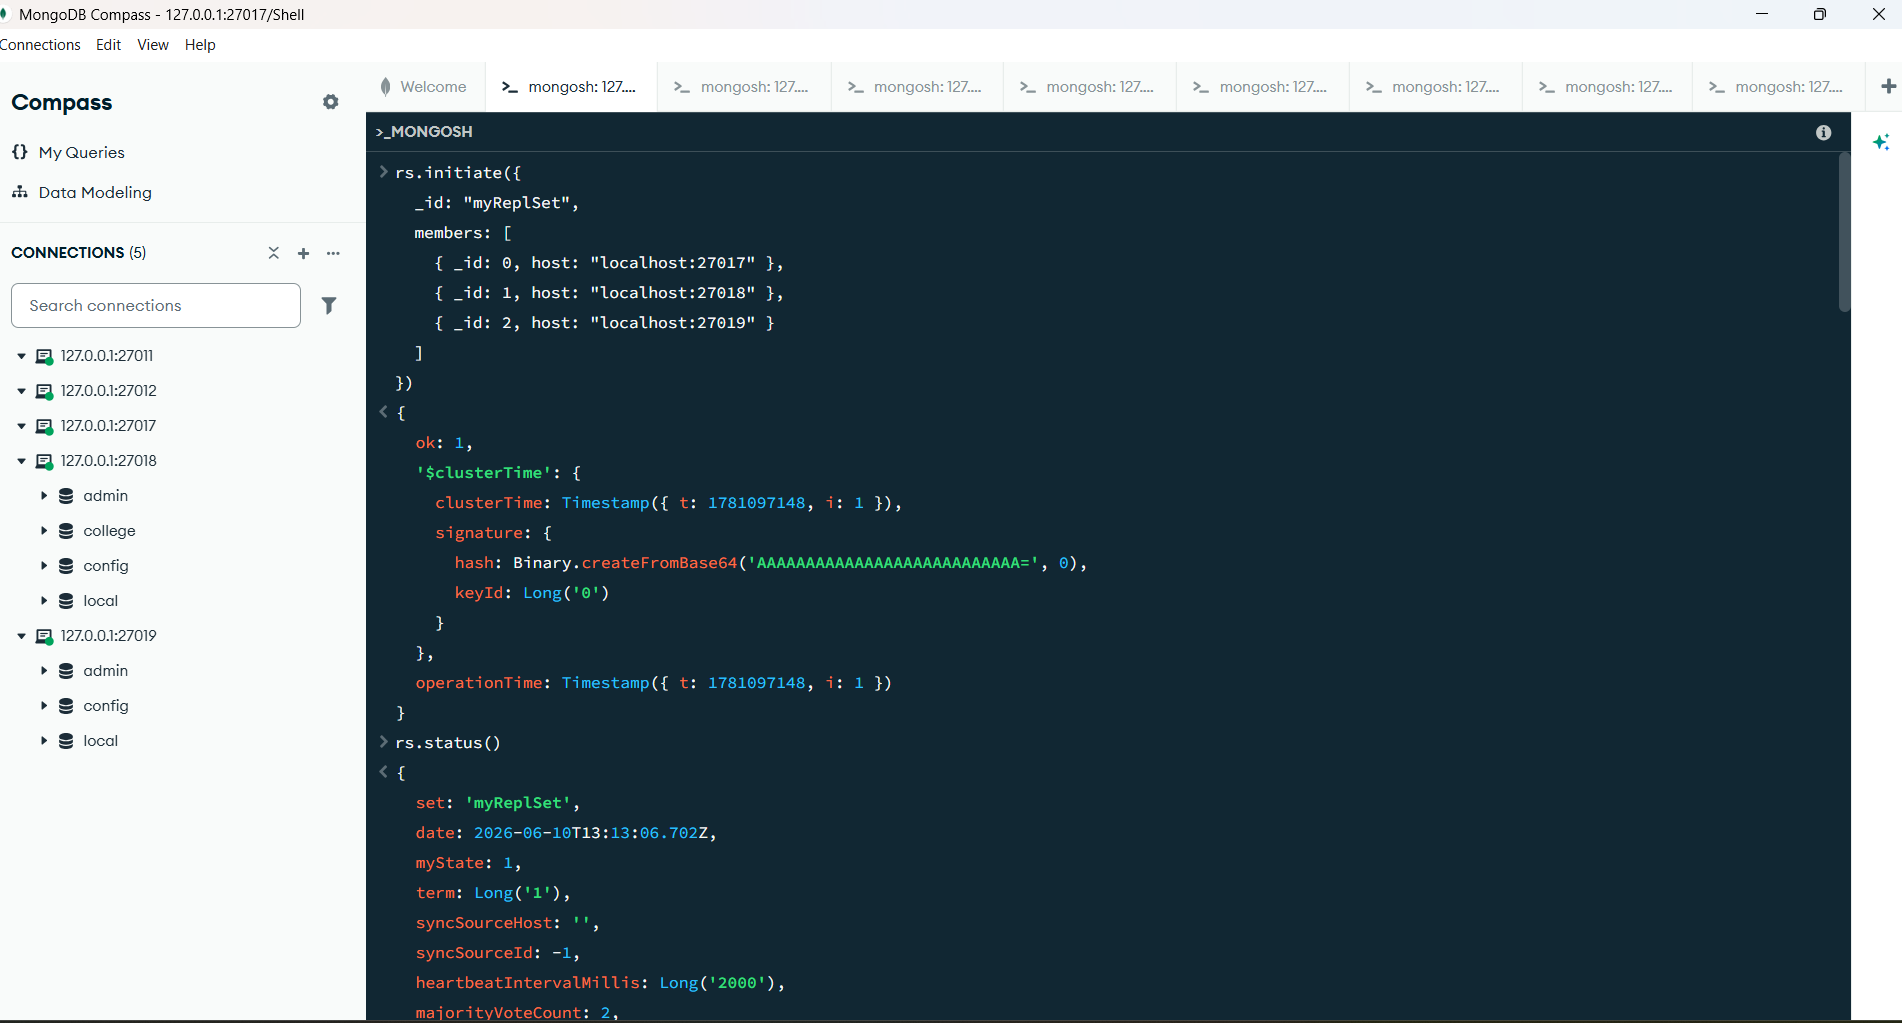 MongoDB Compass - 127.0.0.1:27017/Shell
Connections Edit View Help
Compass
My Queries
Data Modeling
CONNECTIONS (5)
Search connections
127.0.0.1:27011
127.0.0.1:27012
127.0.0.1:27017
127.0.0.1:27018
admin
college
config
local
127.0.0.1:27019
admin
config
local
Welcome
>_ mongosh: 127....
>_ mongosh: 127....
>_ mongosh: 127....
>_ mongosh: 127....
>_ mongosh: 127....
>_ mongosh: 127....
>_ mongosh: 127....
>_ mongosh: 127....
>_MONGOSH
> rs.initiate({
_id: "myReplSet",
members: [
{ _id: 0, host: "localhost:27017" },
{ _id: 1, host: "localhost:27018" },
{ _id: 2, host: "localhost:27019" }
]
})
< {
ok: 1,
'$clusterTime': {
clusterTime: Timestamp({ t: 1781097148, i: 1 }),
signature: {
hash: Binary.createFromBase64('AAAAAAAAAAAAAAAAAAAAAAAAAAA=', 0),
keyId: Long('0')
}
},
operationTime: Timestamp({ t: 1781097148, i: 1 })
}
> rs.status()
< {
set: 'myReplSet',
date: 2026-06-10T13:13:06.702Z,
myState: 1,
term: Long('1'),
syncSourceHost: '',
syncSourceId: -1,
heartbeatIntervalMillis: Long('2000'),
majorityVoteCount: 2,